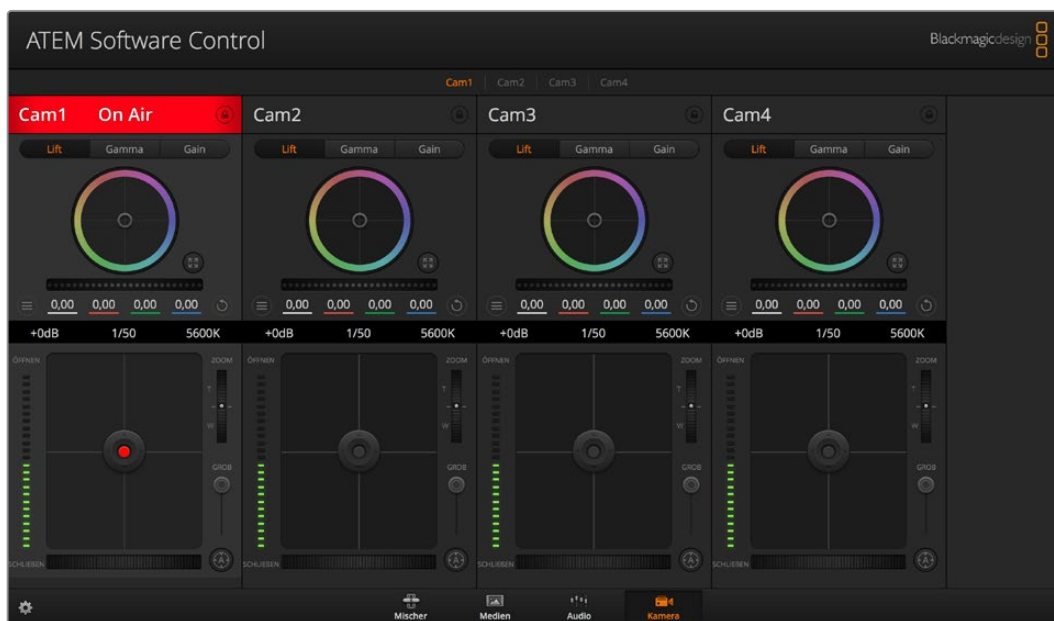 ATEM Software Control
Blackmagicdesign
Cam1 Cam2 Cam3 Cam4
Cam1 On Air Cam2 Cam3 Cam4
Lift Gamma Gain Lift Gamma Gain Lift Gamma Gain Lift Gamma Gain
0,00 0,00 0,00 0,00 0,00 0,00 0,00 0,00 0,00 0,00 0,00 0,00 0,00 0,00 0,00 0,00
+0dB 1/50 5600K +0dB 1/50 5600K +0dB 1/50 5600K +0dB 1/50 5600K
ÖFFNEN ZOOM ÖFFNEN ZOOM ÖFFNEN ZOOM ÖFFNEN ZOOM
T T T T
W W W W
GROB GROB GROB GROB
A A A A
SCHLIEßEN SCHLIEßEN SCHLIEßEN SCHLIEßEN
Mischer Medien Audio Kamera